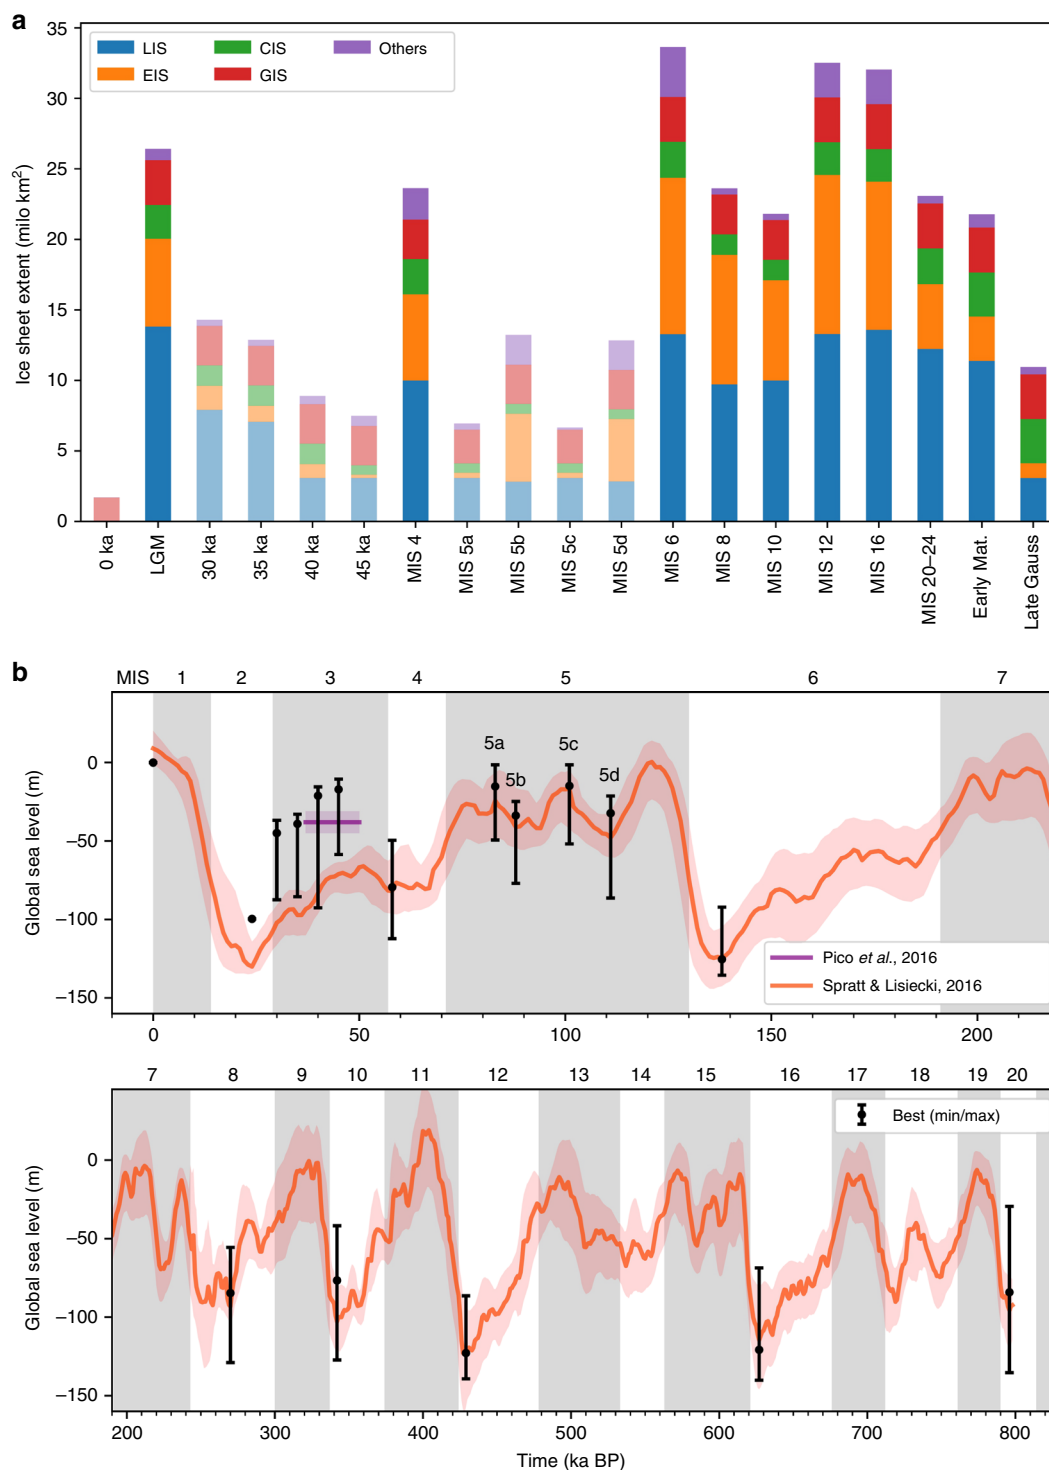 a
35
30
25
20
15
10
5
0
Ice sheet extent (milo km²)
LIS
EIS
CIS
GIS
Others
0 ka
LGM
30 ka
35 ka
40 ka
45 ka
MIS 4
MIS 5a
MIS 5b
MIS 5c
MIS 5d
MIS 6
MIS 8
MIS 10
MIS 12
MIS 16
MIS 20–24
Early Mat.
Late Gauss
b
MIS 1 2 3 4 5 6 7
0
−50
−100
−150
Global sea level (m)
5a
5b
5c
5d
Pico et al., 2016
Spratt & Lisiecki, 2016
0 50 100 150 200
7 8 9 10 11 12 13 14 15 16 17 18 19 20
0
−50
−100
−150
Global sea level (m)
Best (min/max)
200 300 400 500 600 700 800
Time (ka BP)